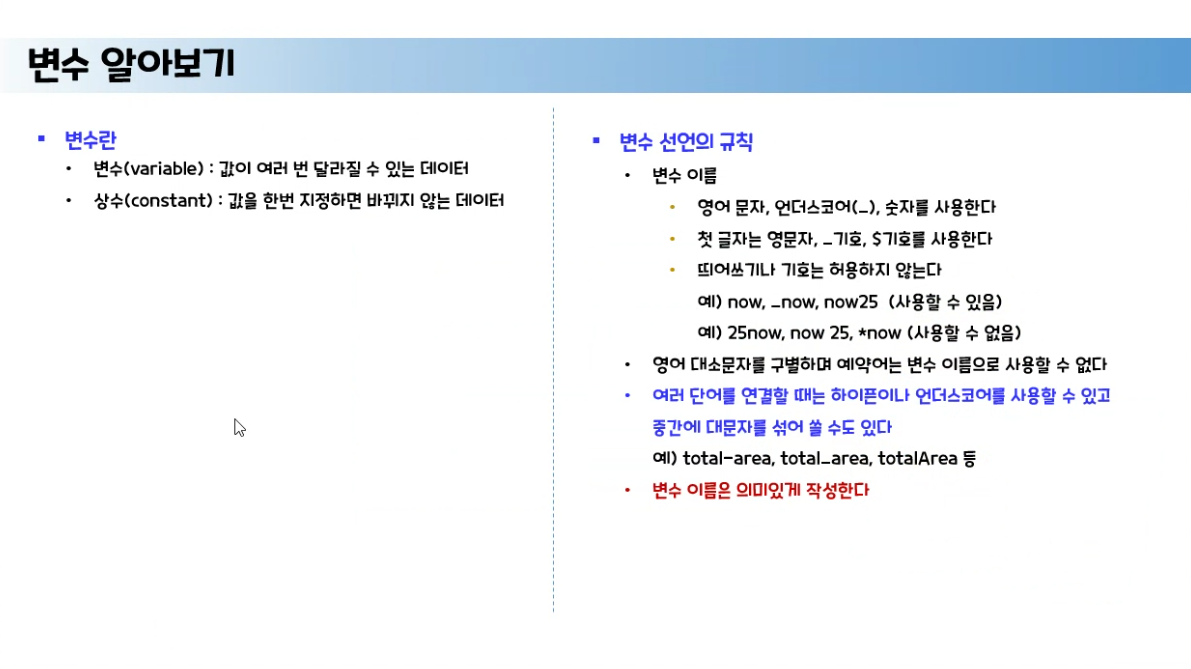 변수 알아보기
▪ 변수란
• 변수(variable) : 값이 여러 번 달라질 수 있는 데이터
• 상수(constant) : 값을 한번 지정하면 바뀌지 않는 데이터
▪ 변수 선언의 규칙
• 변수 이름
• 영어 문자, 언더스코어(_), 숫자를 사용한다
• 첫 글자는 영문자, _기호, $기호를 사용한다
• 띄어쓰기나 기호는 허용하지 않는다
예) now, _now, now25 (사용할 수 있음)
예) 25now, now 25, *now (사용할 수 없음)
• 영어 대소문자를 구별하며 예약어는 변수 이름으로 사용할 수 없다
• 여러 단어를 연결할 때는 하이픈이나 언더스코어를 사용할 수 있고
중간에 대문자를 섞어 쓸 수도 있다
예) total-area, total_area, totalArea 등
• 변수 이름은 의미있게 작성한다